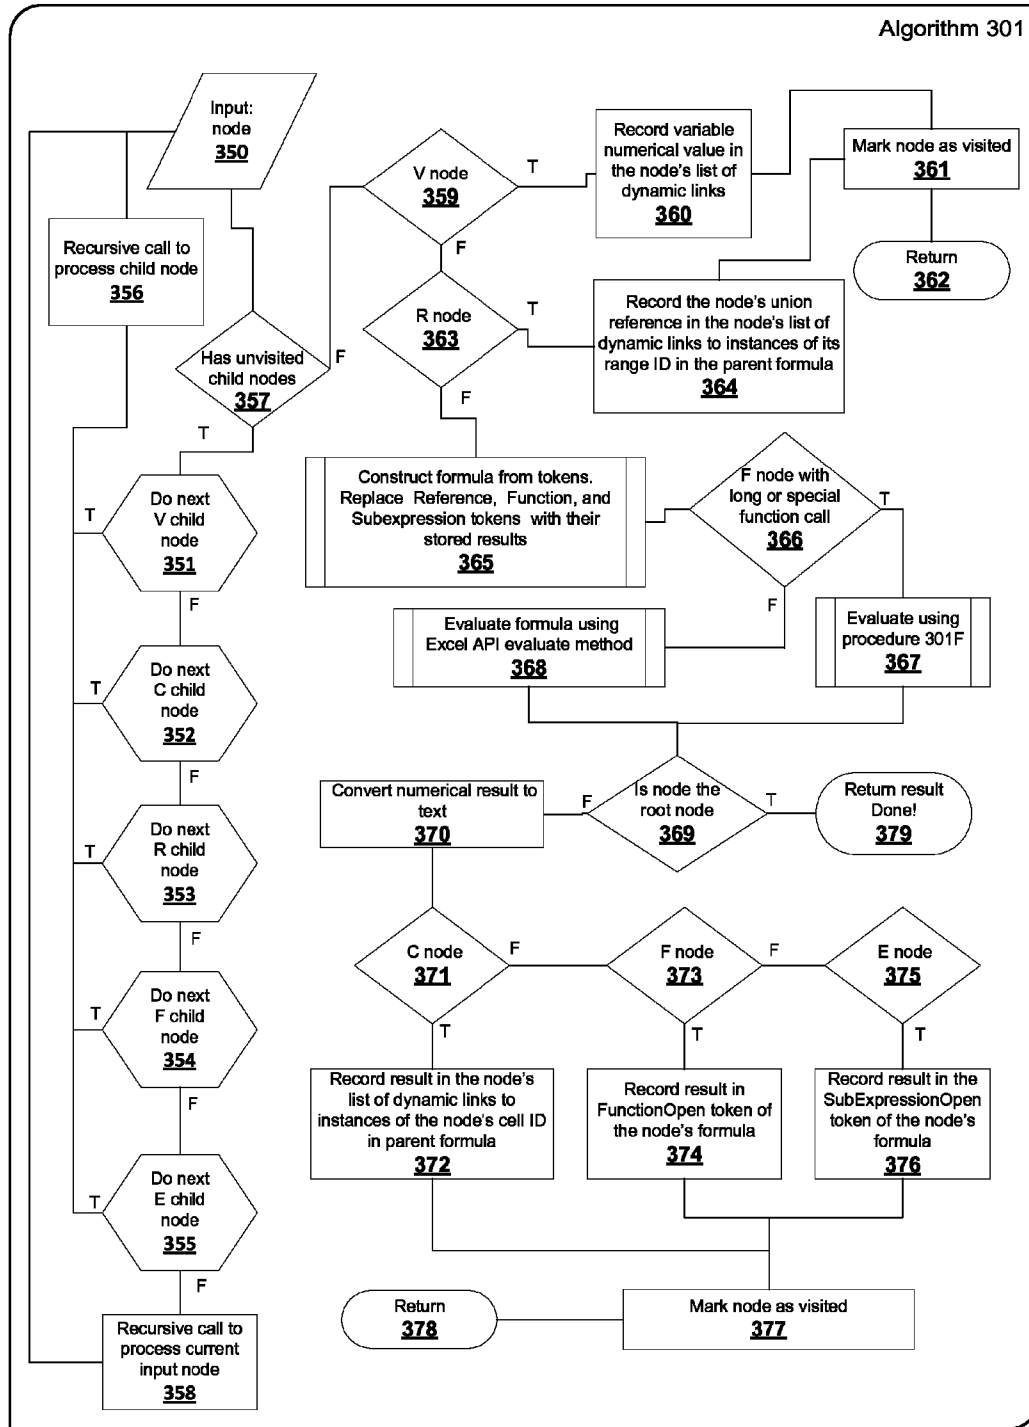 Algorithm 301
Input:
node
350
Recursive call to
process child node
356
Has unvisited
child nodes
357
F
T
Do next
V child
node
351
T
F
Do next
C child
node
352
T
F
Do next
R child
node
353
T
F
Do next
F child
node
354
T
F
Do next
E child
node
355
T
F
Recursive call to
process current
input node
358
V node
359
T
F
Record variable
numerical value in
the node's list of
dynamic links
360
Mark node as visited
361
Return
362
R node
363
T
F
Record the node's union
reference in the node's list of
dynamic links to instances of its
range ID in the parent formula
364
Construct formula from tokens.
Replace Reference, Function, and
Subexpression tokens with their
stored results
365
F node with
long or special
function call
366
T
F
Evaluate formula using
Excel API evaluate method
368
Evaluate using
procedure 301F
367
Is node the
root node
369
F
T
Convert numerical result to
text
370
Return result
Done!
379
C node
371
F
T
F node
373
F
T
E node
375
T
Record result in the node's
list of dynamic links to
instances of the node's cell ID
in parent formula
372
Record result in
FunctionOpen token of
the node's formula
374
Record result in the
SubExpressionOpen
token of the node's
formula
376
Return
378
Mark node as visited
377